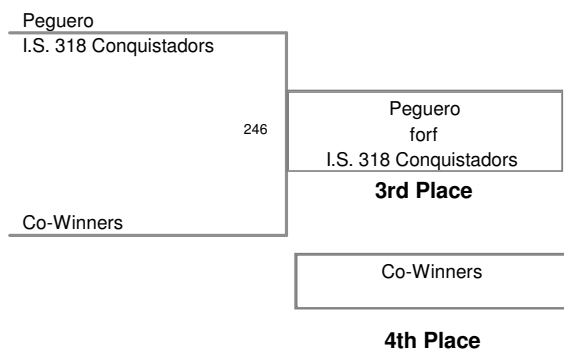 Peguero
I.S. 318 Conquistadors
246
Peguero
forf
I.S. 318 Conquistadors
3rd Place
Co-Winners
Co-Winners
4th Place